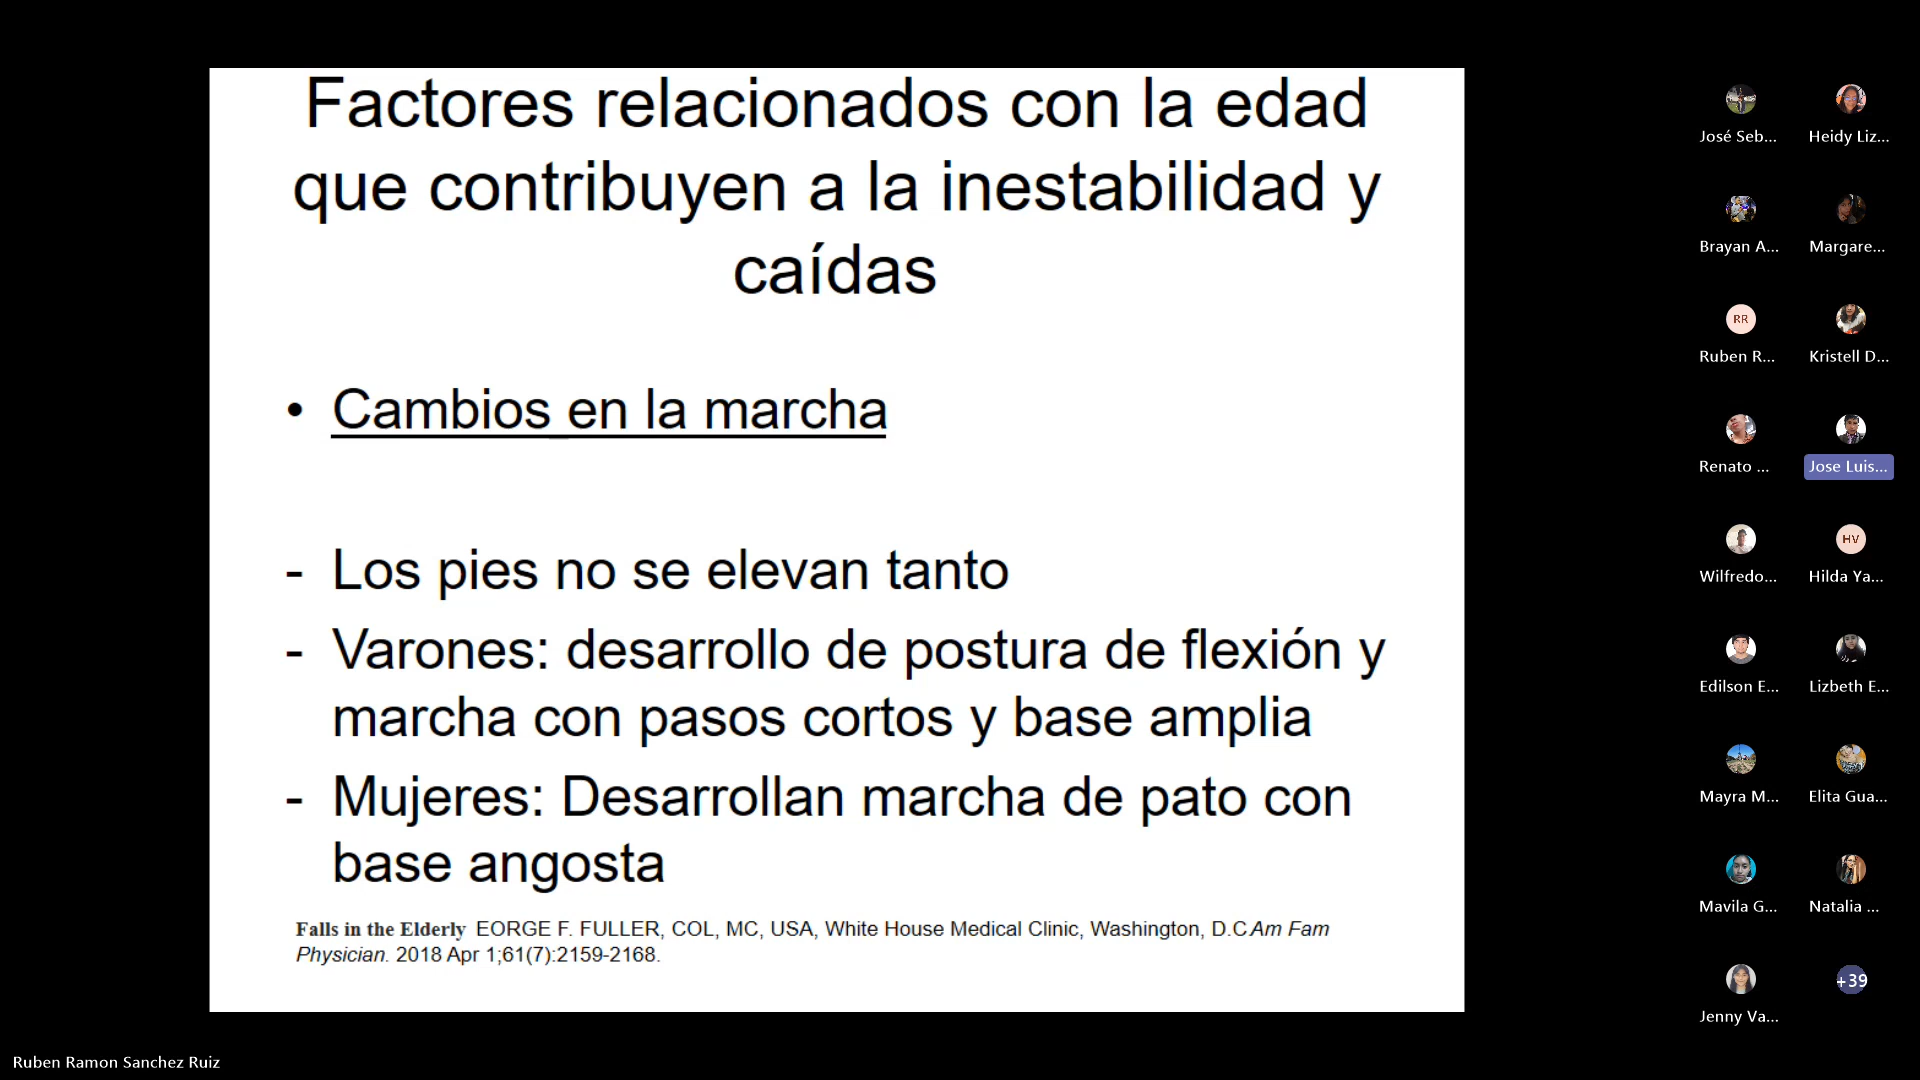 Factores relacionados con la edad
que contribuyen a la inestabilidad y
caídas
• Cambios en la marcha
- Los pies no se elevan tanto
- Varones: desarrollo de postura de flexión y
marcha con pasos cortos y base amplia
- Mujeres: Desarrollan marcha de pato con
base angosta
Falls in the Elderly EORGE F. FULLER, COL, MC, USA, White House Medical Clinic, Washington, D.C Am Fam
Physician. 2018 Apr 1;61(7):2159-2168.
José Seb...
Heidy Liz...
Brayan A...
Margare...
RR
Ruben R...
Kristell D...
Renato ...
Jose Luis...
Wilfredo...
HV
Hilda Ya...
Edilson E...
Lizbeth E...
Mayra M...
Elita Gua...
Mavila G...
Natalia ...
Jenny Va...
+39
Ruben Ramon Sanchez Ruiz